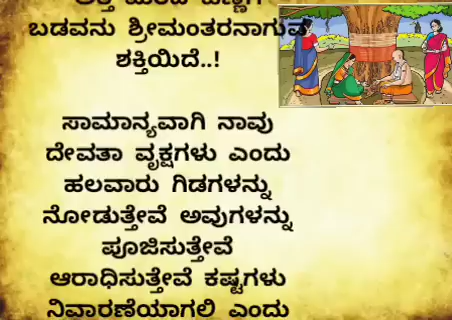 ಬಡವನು ಶ್ರೀಮಂತರನಾಗುವ
ಶಕ್ತಿಯಿದೆ..!
ಸಾಮಾನ್ಯವಾಗಿ ನಾವು
ದೇವತಾ ವೃಕ್ಷಗಳು ಎಂದು
ಹಲವಾರು ಗಿಡಗಳನ್ನು
ನೋಡುತ್ತೇವೆ ಅವುಗಳನ್ನು
ಪೂಜಿಸುತ್ತೇವೆ
ಆರಾಧಿಸುತ್ತೇವೆ ಕಷ್ಟಗಳು
ನಿವಾರಣೆಯಾಗಲಿ ಎಂದು